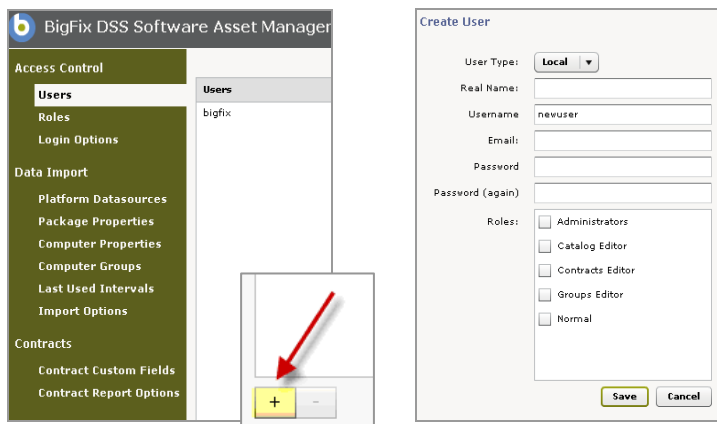 BigFix DSS Software Asset Manager
Access Control
Users
Roles
Login Options
Data Import
Platform Datasources
Package Properties
Computer Properties
Computer Groups
Last Used Intervals
Import Options
Contracts
Contract Custom Fields
Contract Report Options
Users
bigfix
+
-
Create User
User Type: Local
Real Name:
Username newuser
Email:
Password
Password (again)
Roles:
Administrators
Catalog Editor
Contracts Editor
Groups Editor
Normal
Save Cancel